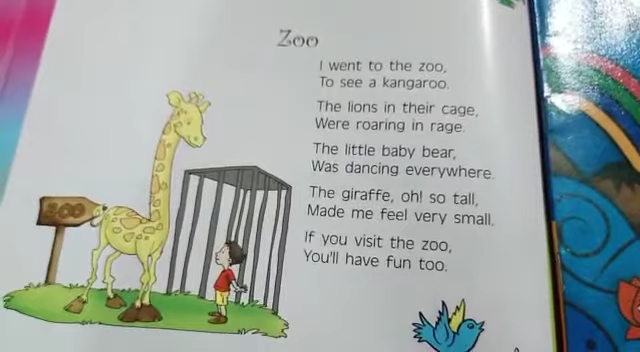 Zoo
I went to the zoo,
To see a kangaroo.
The lions in their cage,
Were roaring in rage.
The little baby bear,
Was dancing everywhere.
The giraffe, oh! so tall,
Made me feel very small.
If you visit the zoo,
You'll have fun too.
ZOO